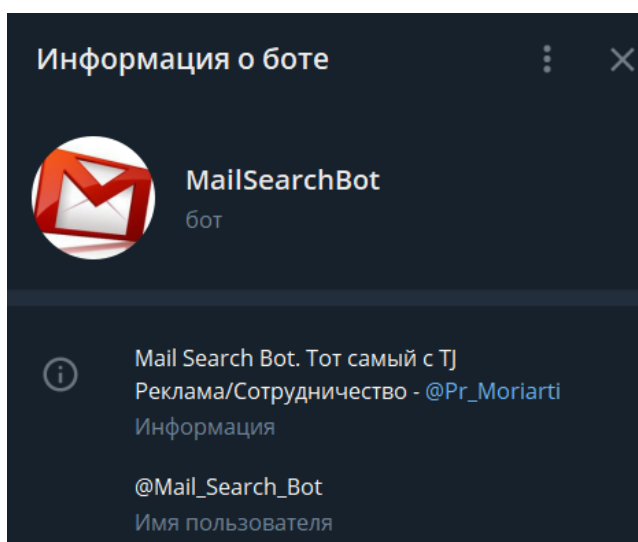 Информация о боте
MailSearchBot
бот
Mail Search Bot. Тот самый с TJ
Реклама/Сотрудничество - @Pr_Moriarti
Информация
@Mail_Search_Bot
Имя пользователя